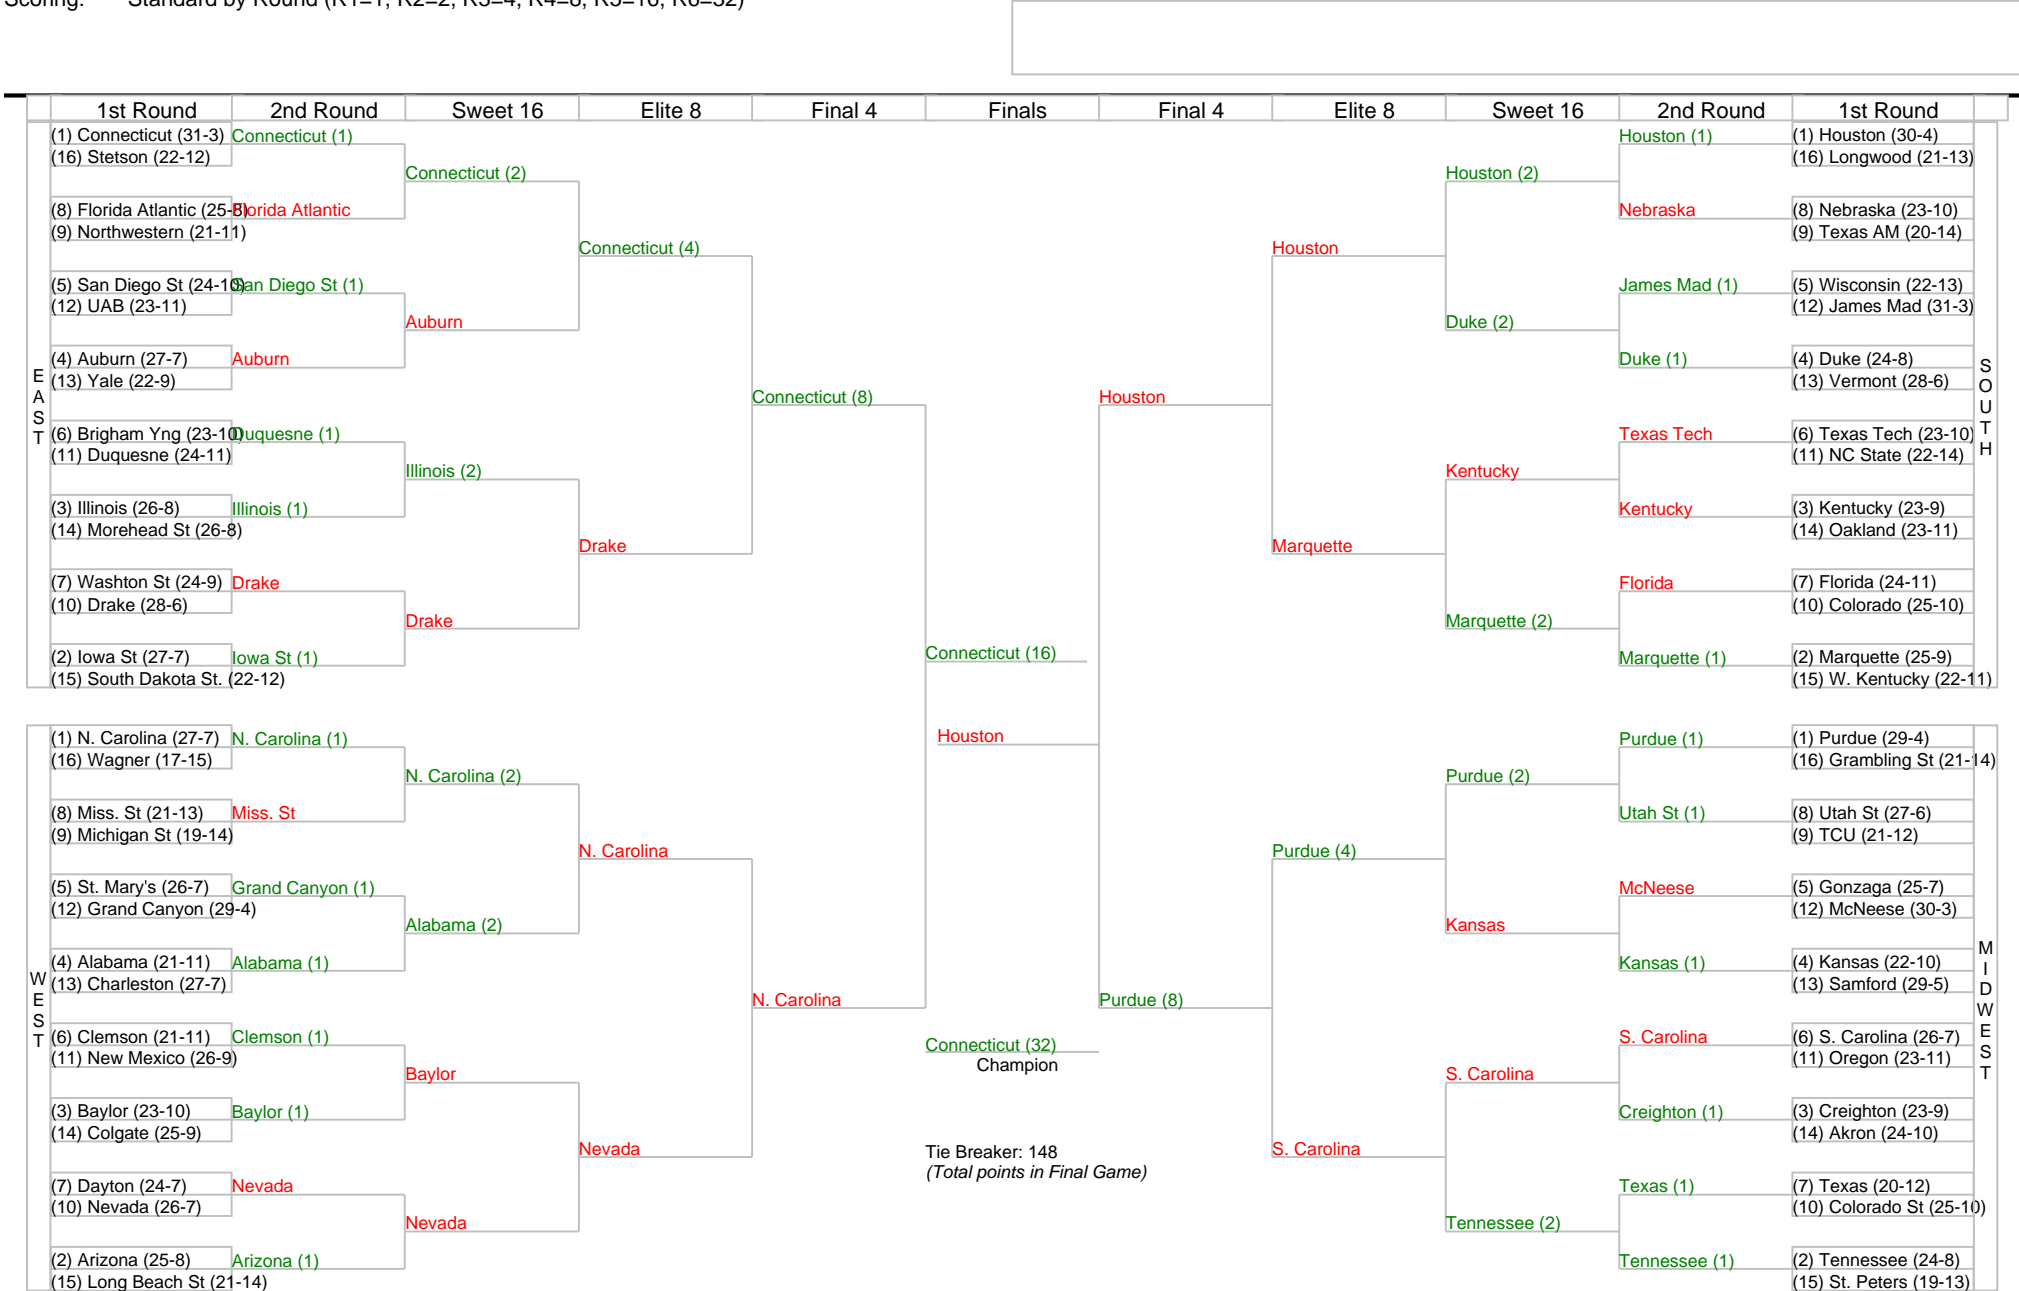 Scoring: Standard by Round (R1=1, R2=2, R3=4, R4=8, R5=16, R6=32)
1st Round 2nd Round Sweet 16 Elite 8 Final 4 Finals Final 4 Elite 8 Sweet 16 2nd Round 1st Round
EAST
(1) Connecticut (31-3)
(16) Stetson (22-12)
(8) Florida Atlantic (25-8)
(9) Northwestern (21-11)
(5) San Diego St (24-10)
(12) UAB (23-11)
(4) Auburn (27-7)
(13) Yale (22-9)
(6) Brigham Yng (23-10)
(11) Duquesne (24-11)
(3) Illinois (26-8)
(14) Morehead St (26-8)
(7) Washton St (24-9)
(10) Drake (28-6)
(2) Iowa St (27-7)
(15) South Dakota St. (22-12)
Connecticut (1)
Florida Atlantic
San Diego St (1)
Auburn
Duquesne (1)
Illinois (1)
Drake
Iowa St (1)
Connecticut (2)
Auburn
Illinois (2)
Drake
Connecticut (4)
Drake
Connecticut (8)
WEST
(1) N. Carolina (27-7)
(16) Wagner (17-15)
(8) Miss. St (21-13)
(9) Michigan St (19-14)
(5) St. Mary's (26-7)
(12) Grand Canyon (29-4)
(4) Alabama (21-11)
(13) Charleston (27-7)
(6) Clemson (21-11)
(11) New Mexico (26-9)
(3) Baylor (23-10)
(14) Colgate (25-9)
(7) Dayton (24-7)
(10) Nevada (26-7)
(2) Arizona (25-8)
(15) Long Beach St (21-14)
N. Carolina (1)
Miss. St
Grand Canyon (1)
Alabama (1)
Clemson (1)
Baylor (1)
Nevada
Arizona (1)
N. Carolina (2)
Alabama (2)
Baylor
Nevada
N. Carolina
Nevada
N. Carolina
Connecticut (16)
Houston
Connecticut (32)
Champion
Tie Breaker: 148
(Total points in Final Game)
Houston
Houston
Marquette
Houston (2)
Duke (2)
Kentucky
Marquette (2)
Houston (1)
Nebraska
James Mad (1)
Duke (1)
Texas Tech
Kentucky
Florida
Marquette (1)
(1) Houston (30-4)
(16) Longwood (21-13)
(8) Nebraska (23-10)
(9) Texas AM (20-14)
(5) Wisconsin (22-13)
(12) James Mad (31-3)
(4) Duke (24-8)
(13) Vermont (28-6)
(6) Texas Tech (23-10)
(11) NC State (22-14)
(3) Kentucky (23-9)
(14) Oakland (23-11)
(7) Florida (24-11)
(10) Colorado (25-10)
(2) Marquette (25-9)
(15) W. Kentucky (22-11)
SOUTH
Purdue (8)
Purdue (4)
S. Carolina
Purdue (2)
Kansas
S. Carolina
Tennessee (2)
Purdue (1)
Utah St (1)
McNeese
Kansas (1)
S. Carolina
Creighton (1)
Texas (1)
Tennessee (1)
(1) Purdue (29-4)
(16) Grambling St (21-14)
(8) Utah St (27-6)
(9) TCU (21-12)
(5) Gonzaga (25-7)
(12) McNeese (30-3)
(4) Kansas (22-10)
(13) Samford (29-5)
(6) S. Carolina (26-7)
(11) Oregon (23-11)
(3) Creighton (23-9)
(14) Akron (24-10)
(7) Texas (20-12)
(10) Colorado St (25-10)
(2) Tennessee (24-8)
(15) St. Peters (19-13)
MIDWEST